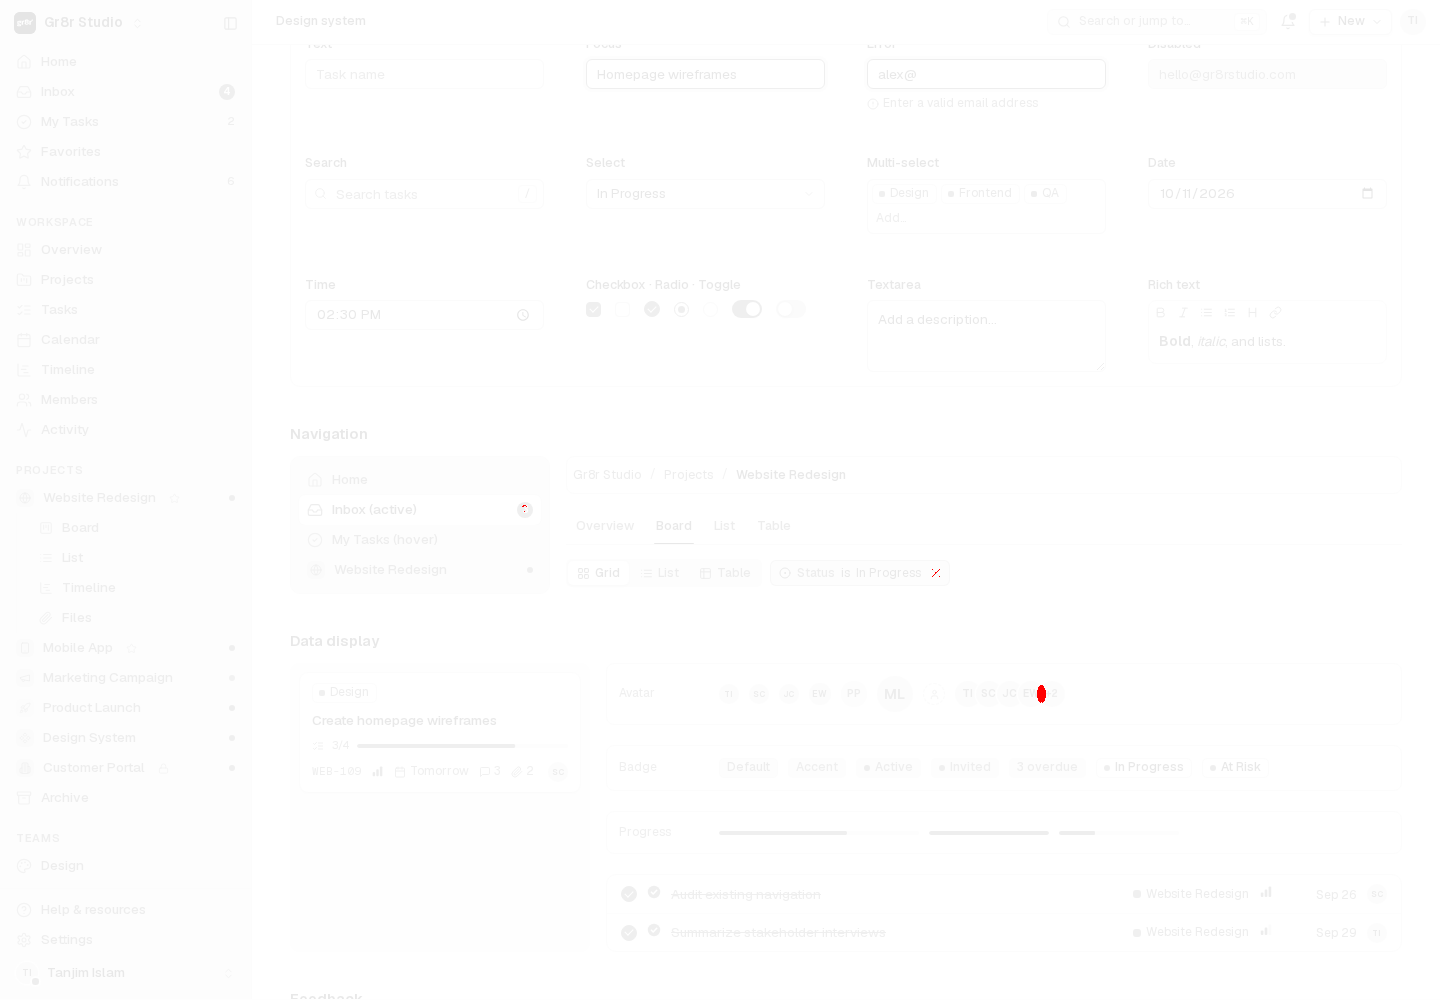 Gr8r Studio
Design system
Search or jump to...
⌘K
New
TI
Home
Inbox
4
My Tasks
2
Favorites
Notifications
WORKSPACE
Overview
Projects
Tasks
Calendar
Timeline
Members
Activity
PROJECTS
Website Redesign
Board
List
Timeline
Files
Mobile App
Marketing Campaign
Product Launch
Design System
Customer Portal
Archive
TEAMS
Design
Help & resources
Settings
TI
Tanjim Islam
Text
Focus
Error
Disabled
Task name
Homepage wireframes
alex@
hello@gr8rstudio.com
Enter a valid email address
Search
Select
Multi-select
Date
Search tasks
/
In Progress
Design
Frontend
QA
Add...
10/11/2026
Time
Checkbox · Radio · Toggle
Textarea
Rich text
02:30 PM
Add a description...
B I H
Bold, italic, and lists.
Navigation
Home
Inbox (active)
My Tasks (hover)
Website Redesign
Gr8r Studio / Projects / Website Redesign
Overview
Board
List
Table
Grid
List
Table
Status is In Progress
Data display
Design
Create homepage wireframes
3/4
WEB-109
Tomorrow
3
2
SC
Avatar
TI
SC
JC
EW
PP
ML
TI
SC
JC
Badge
Default
Accent
Active
Invited
3 overdue
In Progress
At Risk
Progress
Audit existing navigation
Website Redesign
Sep 26
SC
Summarize stakeholder interviews
Website Redesign
Sep 29
TI
Feedback